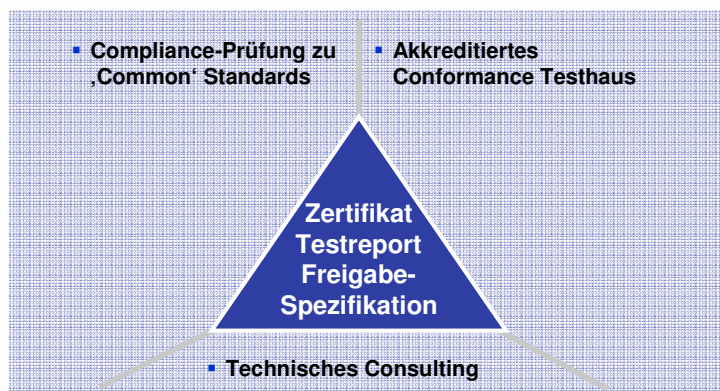 ▪ Compliance-Prüfung zu
‚Common‘ Standards
▪ Akkreditiertes
Conformance Testhaus
Zertifikat
Testreport
Freigabe-
Spezifikation
▪ Technisches Consulting